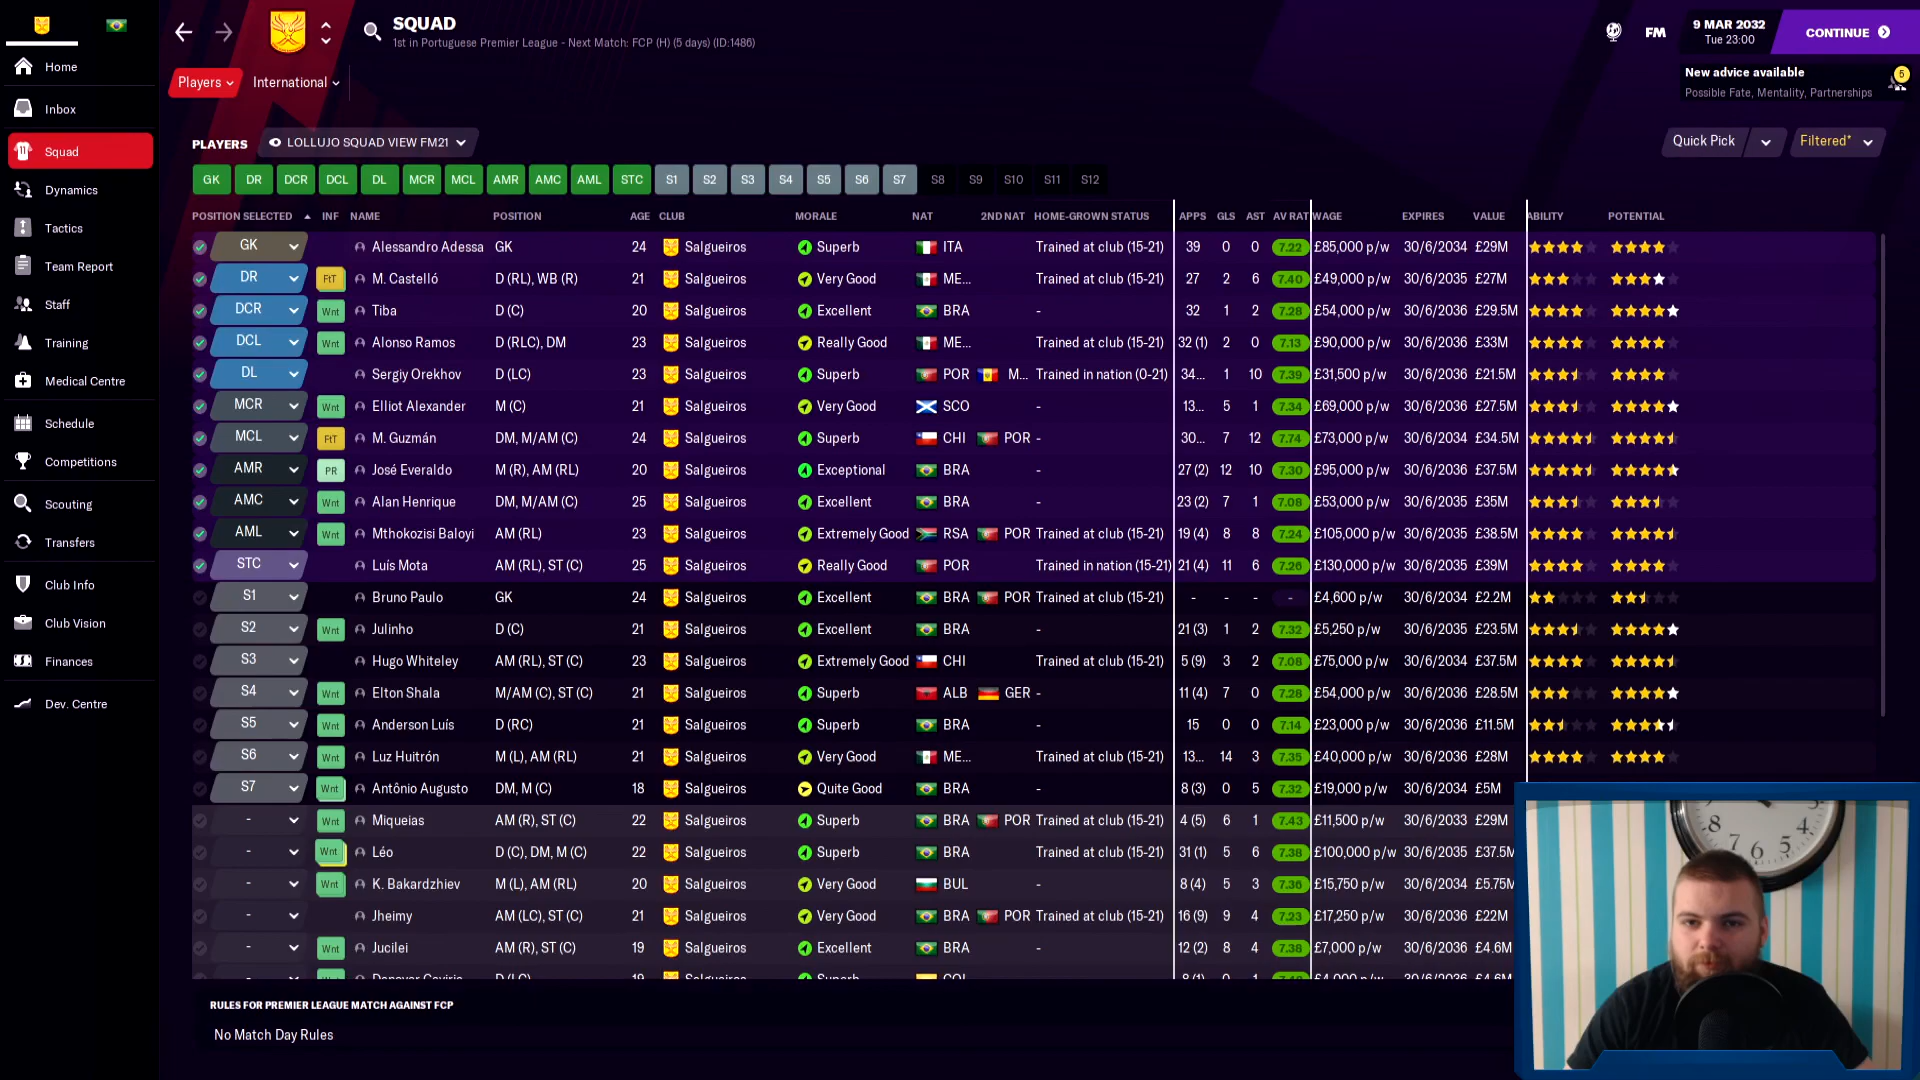 SQUAD
1st in Portuguese Premier League - Next Match: FCP (H) (5 days) (ID:1486)
FM
9 MAR 2032
Tue 23:00
CONTINUE
Home
Players
International
New advice available
5
Possible Fate, Mentality, Partnerships
Inbox
Squad
PLAYERS
LOLLUJO SQUAD VIEW FM21
Quick Pick
Filtered*
GK DR DCR DCL DL MCR MCL AMR AMC AML STC S1 S2 S3 S4 S5 S6 S7 S8 S9 S10 S11 S12
Dynamics
Tactics
Team Report
Staff
Training
Medical Centre
Schedule
Competitions
Scouting
Transfers
Club Info
Club Vision
Finances
Dev. Centre
POSITION SELECTED INF NAME POSITION AGE CLUB MORALE NAT 2ND NAT HOME-GROWN STATUS APPS GLS AST AV RAT WAGE EXPIRES VALUE ABILITY POTENTIAL
GK Alessandro Adessa GK 24 Salgueiros Superb ITA Trained at club (15-21) 39 0 0 7.22 £85,000 p/w 30/6/2034 £29M
DR FtT M. Castelló D (RL), WB (R) 21 Salgueiros Very Good ME... Trained at club (15-21) 27 2 6 7.40 £49,000 p/w 30/6/2035 £27M
DCR Wnt Tiba D (C) 20 Salgueiros Excellent BRA - 32 1 2 7.28 £54,000 p/w 30/6/2036 £29.5M
DCL Wnt Alonso Ramos D (RLC), DM 23 Salgueiros Really Good ME... Trained at club (15-21) 32 (1) 2 0 7.13 £90,000 p/w 30/6/2036 £33M
DL Sergiy Orekhov D (LC) 23 Salgueiros Superb POR M... Trained in nation (0-21) 34... 1 10 7.39 £31,500 p/w 30/6/2035 £21.5M
MCR Wnt Elliot Alexander M (C) 21 Salgueiros Very Good SCO - 13... 5 1 7.34 £69,000 p/w 30/6/2036 £27.5M
MCL FtT M. Guzmán DM, M/AM (C) 24 Salgueiros Superb CHI POR - 30... 7 12 7.74 £73,000 p/w 30/6/2034 £34.5M
AMR PR José Everaldo M (R), AM (RL) 20 Salgueiros Exceptional BRA - 27 (2) 12 10 7.30 £95,000 p/w 30/6/2036 £37.5M
AMC Wnt Alan Henrique DM, M/AM (C) 25 Salgueiros Excellent BRA - 23 (2) 7 1 7.08 £53,000 p/w 30/6/2035 £35M
AML Wnt Mthokozisi Baloyi AM (RL) 23 Salgueiros Extremely Good RSA POR Trained at club (15-21) 19 (4) 8 8 7.24 £105,000 p/w 30/6/2035 £38.5M
STC Luís Mota AM (RL), ST (C) 25 Salgueiros Really Good POR Trained in nation (15-21) 21 (4) 11 6 7.26 £130,000 p/w 30/6/2035 £39M
S1 Bruno Paulo GK 24 Salgueiros Excellent BRA POR Trained at club (15-21) - - - - £4,600 p/w 30/6/2034 £2.2M
S2 Wnt Julinho D (C) 21 Salgueiros Excellent BRA - 21 (3) 1 2 7.32 £5,250 p/w 30/6/2035 £23.5M
S3 Hugo Whiteley AM (RL), ST (C) 23 Salgueiros Extremely Good CHI Trained at club (15-21) 5 (9) 3 2 7.08 £75,000 p/w 30/6/2034 £37.5M
S4 Wnt Elton Shala M/AM (C), ST (C) 21 Salgueiros Superb ALB GER - 11 (4) 7 0 7.28 £54,000 p/w 30/6/2036 £28.5M
S5 Wnt Anderson Luís D (RC) 21 Salgueiros Superb BRA - 15 0 0 7.14 £23,000 p/w 30/6/2036 £11.5M
S6 Wnt Luz Huitrón M (L), AM (RL) 21 Salgueiros Very Good ME... Trained at club (15-21) 13... 14 3 7.35 £40,000 p/w 30/6/2036 £28M
S7 Wnt Antônio Augusto DM, M (C) 18 Salgueiros Quite Good BRA - 8 (3) 0 5 7.32 £19,000 p/w 30/6/2034 £5M
- Wnt Miqueias AM (R), ST (C) 22 Salgueiros Superb BRA POR Trained at club (15-21) 4 (5) 6 1 7.43 £11,500 p/w 30/6/2033 £29M
- Wnt Léo D (C), DM, M (C) 22 Salgueiros Superb BRA Trained at club (15-21) 31 (1) 5 6 7.38 £100,000 p/w 30/6/2035 £37.5M
- Wnt K. Bakardzhiev M (L), AM (RL) 20 Salgueiros Very Good BUL - 8 (4) 5 3 7.36 £15,750 p/w 30/6/2034 £5.75M
- Jheimy AM (LC), ST (C) 21 Salgueiros Very Good BRA POR Trained at club (15-21) 16 (9) 9 4 7.23 £17,250 p/w 30/6/2034 £22M
- Wnt Jucilei AM (R), ST (C) 19 Salgueiros Excellent BRA - 12 (2) 8 4 7.38 £7,000 p/w 30/6/2036 £4.6M
8 7 6 5 4
RULES FOR PREMIER LEAGUE MATCH AGAINST FCP
No Match Day Rules